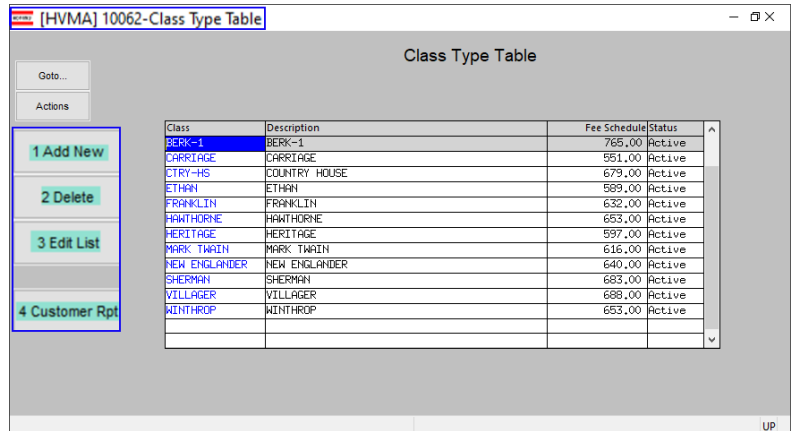 [HVMA] 10062-Class Type Table
Class Type Table
Goto...
Actions
1 Add New
2 Delete
3 Edit List
4 Customer Rpt
Class Description Fee Schedule Status
BERK-1 BERK-1 765.00 Active
CARRIAGE CARRIAGE 551.00 Active
CTRY-HS COUNTRY HOUSE 679.00 Active
ETHAN ETHAN 589.00 Active
FRANKLIN FRANKLIN 632.00 Active
HAWTHORNE HAWTHORNE 653.00 Active
HERITAGE HERITAGE 597.00 Active
MARK TWAIN MARK TWAIN 616.00 Active
NEW ENGLANDER NEW ENGLANDER 640.00 Active
SHERMAN SHERMAN 683.00 Active
VILLAGER VILLAGER 688.00 Active
WINTHROP WINTHROP 653.00 Active
UP